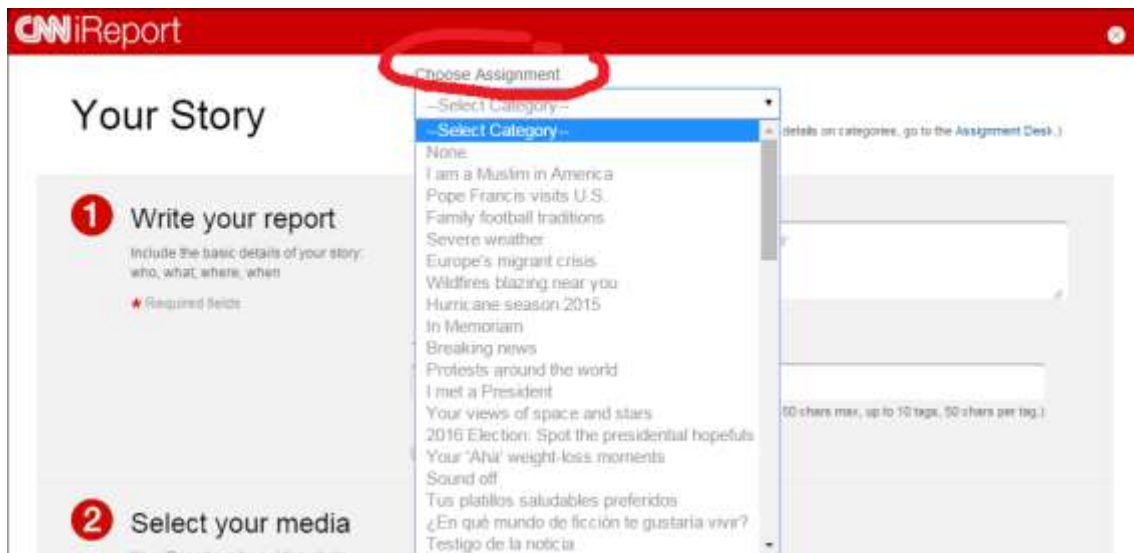 CNN iReport
Choose Assignment
Your Story
--Select Category--
details on categories, go to the Assignment Desk.)
--Select Category--
None
I am a Muslim in America
Pope Francis visits U.S.
1 Write your report
Family football traditions
Include the basic details of your story:
who, what, where, when
Severe weather
Europe's migrant crisis
Wildfires blazing near you
* Required fields
Hurricane season 2015
In Memoriam
Breaking news
Protests around the world
I met a President
Your views of space and stars
50 chars max, up to 10 tags, 50 chars per tag.)
2016 Election: Spot the presidential hopefuls
Your 'Aha' weight-loss moments
Sound off
Tus platillos saludables preferidos
2 Select your media
¿En qué mundo de ficción te gustaría vivir?
Testigo de la noticia